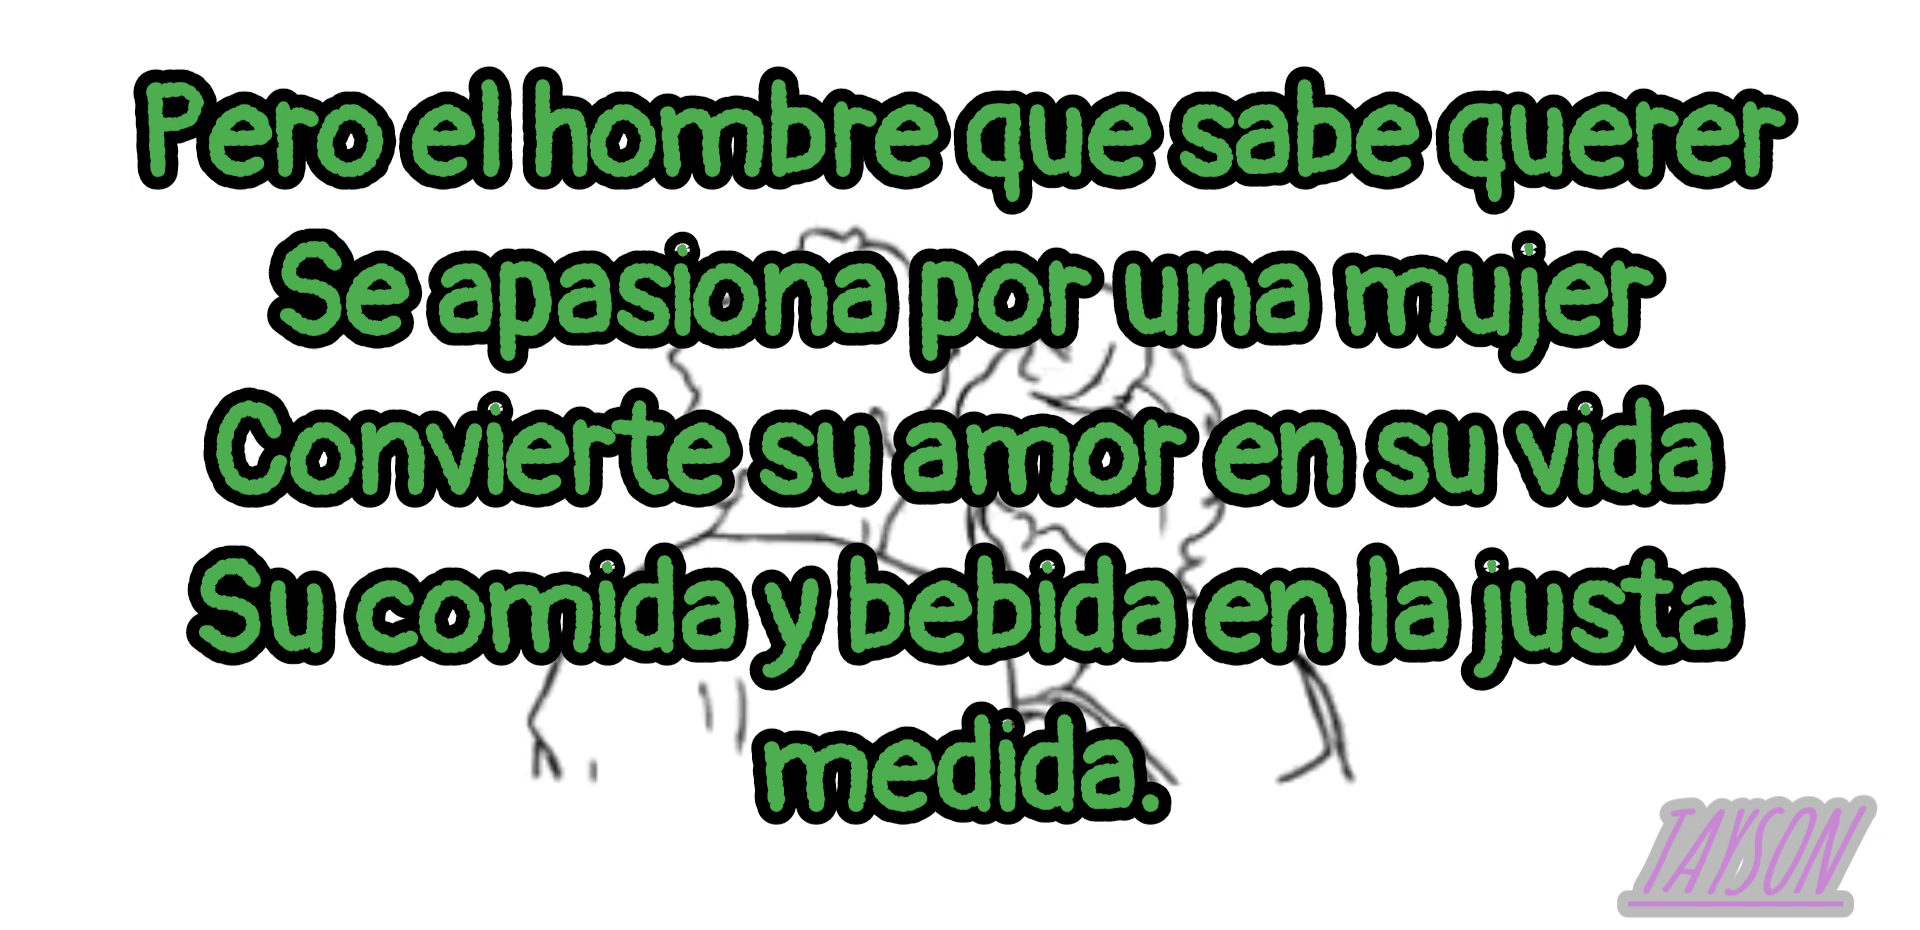 Pero el hombre que sabe querer
Se apasiona por una mujer
Convierte su amor en su vida
Su comida y bebida en la justa
medida.
TAYSON